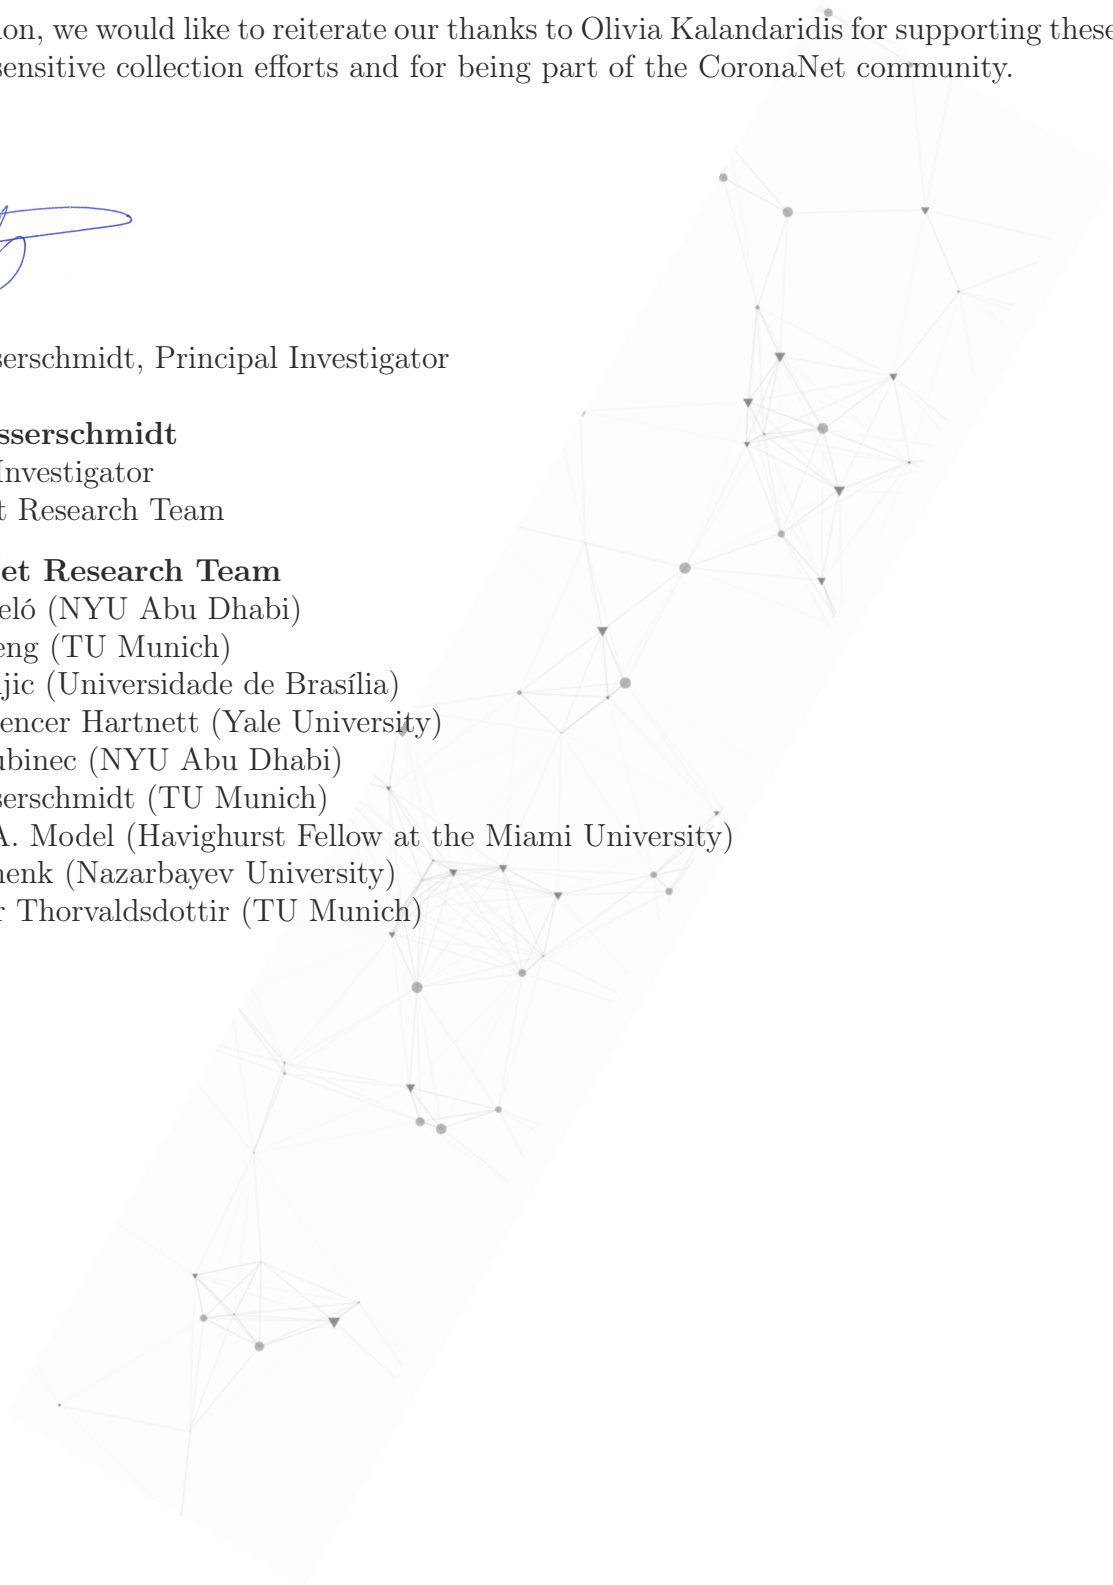 ion, we would like to reiterate our thanks to Olivia Kalandaridis for supporting these
sensitive collection efforts and for being part of the CoronaNet community.
serschmidt, Principal Investigator
sserschmidt
Investigator
t Research Team
et Research Team
eló (NYU Abu Dhabi)
eng (TU Munich)
jic (Universidade de Brasília)
encer Hartnett (Yale University)
ubinec (NYU Abu Dhabi)
serschmidt (TU Munich)
A. Model (Havighurst Fellow at the Miami University)
henk (Nazarbayev University)
r Thorvaldsdottir (TU Munich)